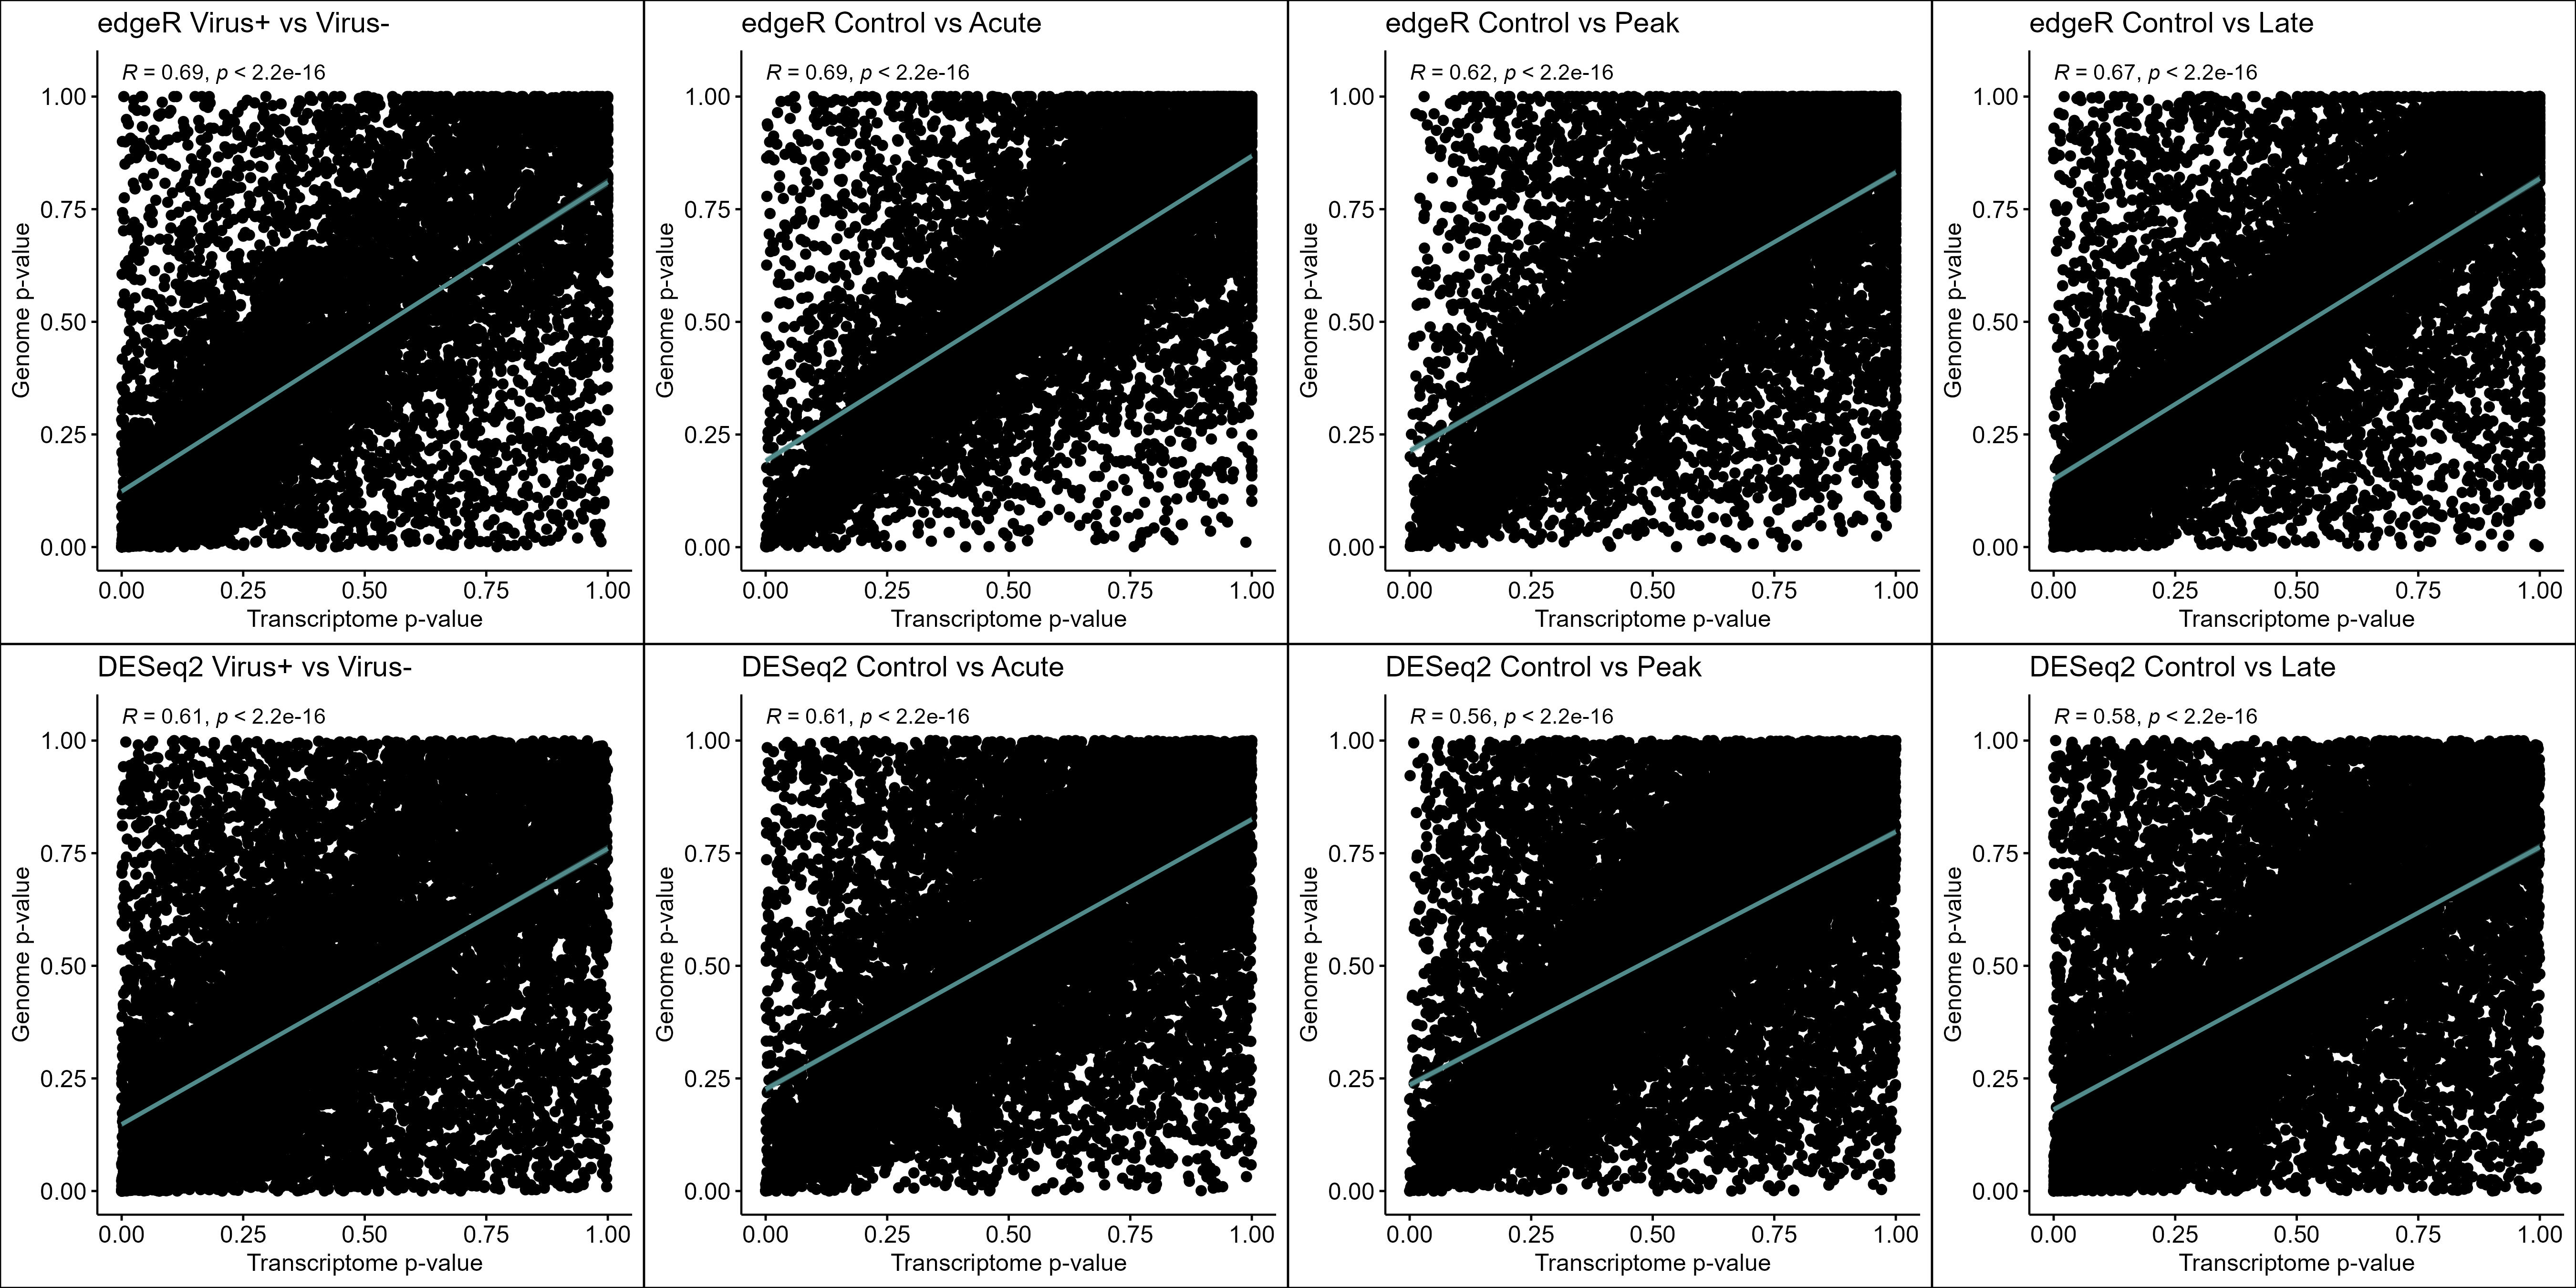 edgeR Virus+ vs Virus-
R = 0.69, p < 2.2e-16
1.00
0.75
0.50
0.25
0.00
Genome p-value
0.00 0.25 0.50 0.75 1.00
Transcriptome p-value
edgeR Control vs Acute
R = 0.69, p < 2.2e-16
1.00
0.75
0.50
0.25
0.00
Genome p-value
0.00 0.25 0.50 0.75 1.00
Transcriptome p-value
edgeR Control vs Peak
R = 0.62, p < 2.2e-16
1.00
0.75
0.50
0.25
0.00
Genome p-value
0.00 0.25 0.50 0.75 1.00
Transcriptome p-value
edgeR Control vs Late
R = 0.67, p < 2.2e-16
1.00
0.75
0.50
0.25
0.00
Genome p-value
0.00 0.25 0.50 0.75 1.00
Transcriptome p-value
DESeq2 Virus+ vs Virus-
R = 0.61, p < 2.2e-16
1.00
0.75
0.50
0.25
0.00
Genome p-value
0.00 0.25 0.50 0.75 1.00
Transcriptome p-value
DESeq2 Control vs Acute
R = 0.61, p < 2.2e-16
1.00
0.75
0.50
0.25
0.00
Genome p-value
0.00 0.25 0.50 0.75 1.00
Transcriptome p-value
DESeq2 Control vs Peak
R = 0.56, p < 2.2e-16
1.00
0.75
0.50
0.25
0.00
Genome p-value
0.00 0.25 0.50 0.75 1.00
Transcriptome p-value
DESeq2 Control vs Late
R = 0.58, p < 2.2e-16
1.00
0.75
0.50
0.25
0.00
Genome p-value
0.00 0.25 0.50 0.75 1.00
Transcriptome p-value